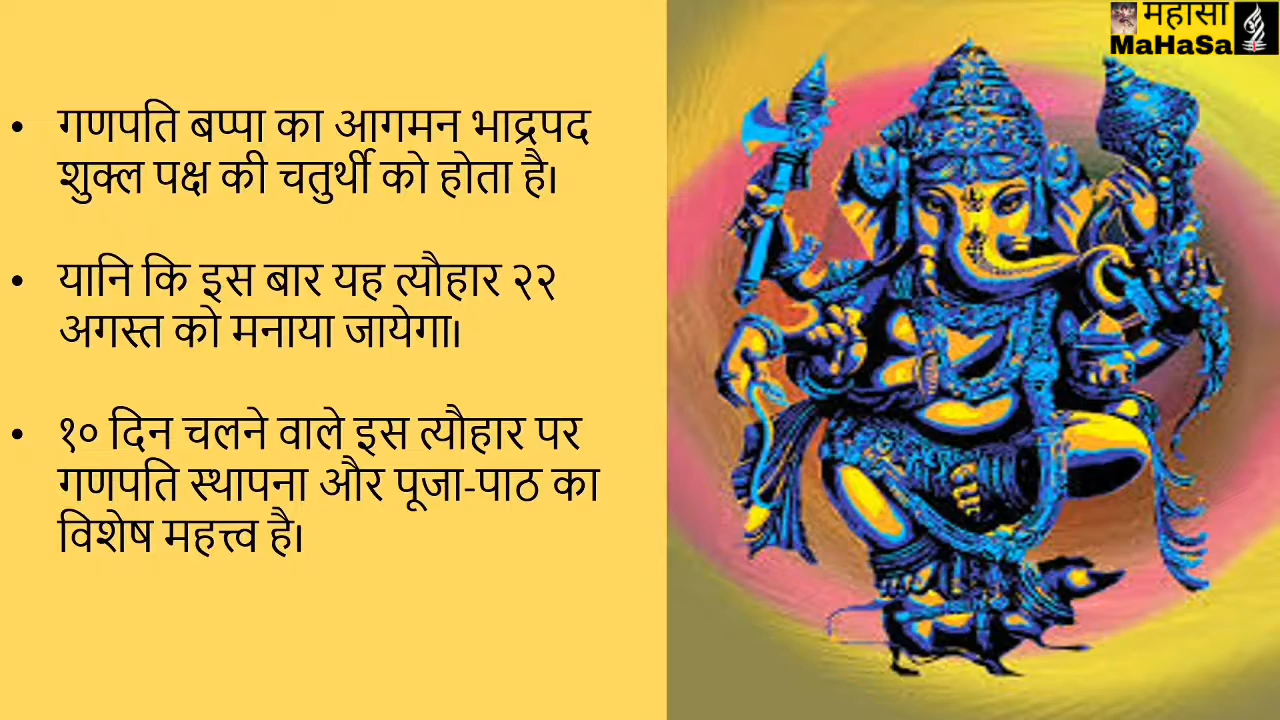 महासा
MaHaSa
• गणपति बप्पा का आगमन भाद्रपद
शुक्ल पक्ष की चतुर्थी को होता है।
• यानि कि इस बार यह त्यौहार २२
अगस्त को मनाया जायेगा।
• १० दिन चलने वाले इस त्यौहार पर
गणपति स्थापना और पूजा-पाठ का
विशेष महत्त्व है।